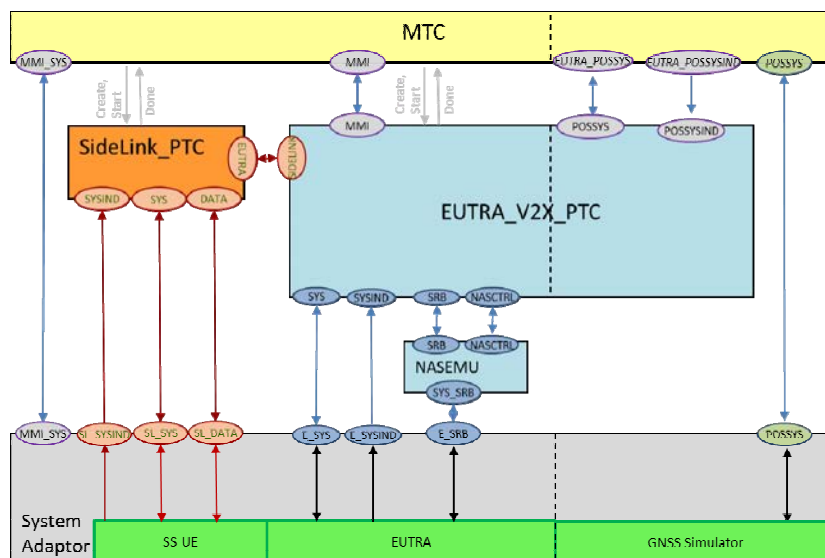 MTC
MMI_SYS
MMI
EUTRA_POSSYS
EUTRA_POSSYSIND
POSSYS
Create,
Start
Done
Create,
Start
Done
MMI
POSSYS
POSSYSIND
SideLink_PTC
EUTRA
SIDELINK
SYSIND
SYS
DATA
EUTRA_V2X_PTC
SYS
SYSIND
SRB
NASCTRL
SRB
NASCTRL
NASEMU
SYS_SRB
MMI_SYS
SL_SYSIND
SL_SYS
SL_DATA
E_SYS
E_SYSIND
E_SRB
POSSYS
System
Adaptor
SS UE
EUTRA
GNSS Simulator